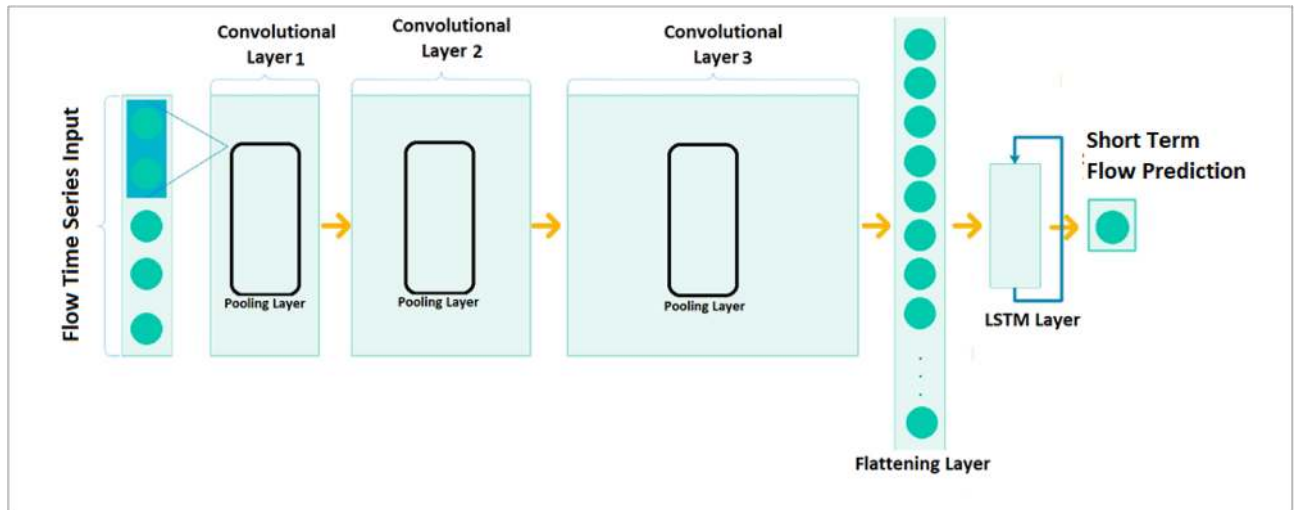 Flow Time Series Input
Convolutional
Layer 1
Convolutional
Layer 2
Convolutional
Layer 3
Pooling Layer
Pooling Layer
Pooling Layer
Flattening Layer
LSTM Layer
Short Term
Flow Prediction